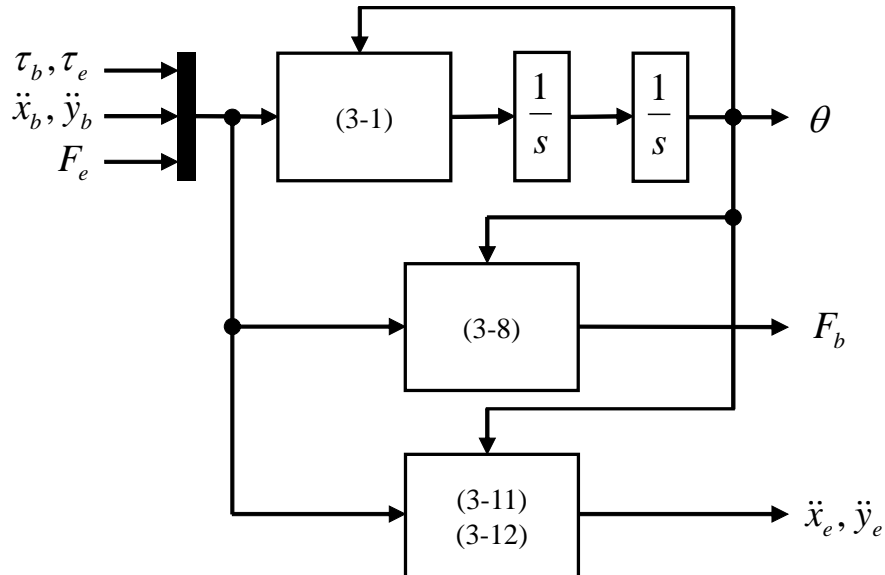 τ_b, τ_e
ẍ_b, ÿ_b
F_e
(3-1)
1/s
1/s
θ
(3-8)
F_b
(3-11)
(3-12)
ẍ_e, ÿ_e